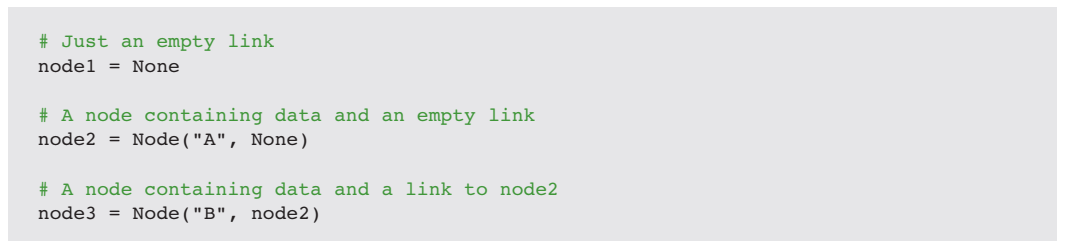 # Just an empty link
node1 = None
# A node containing data and an empty link
node2 = Node("A", None)
# A node containing data and a link to node2
node3 = Node("B", node2)